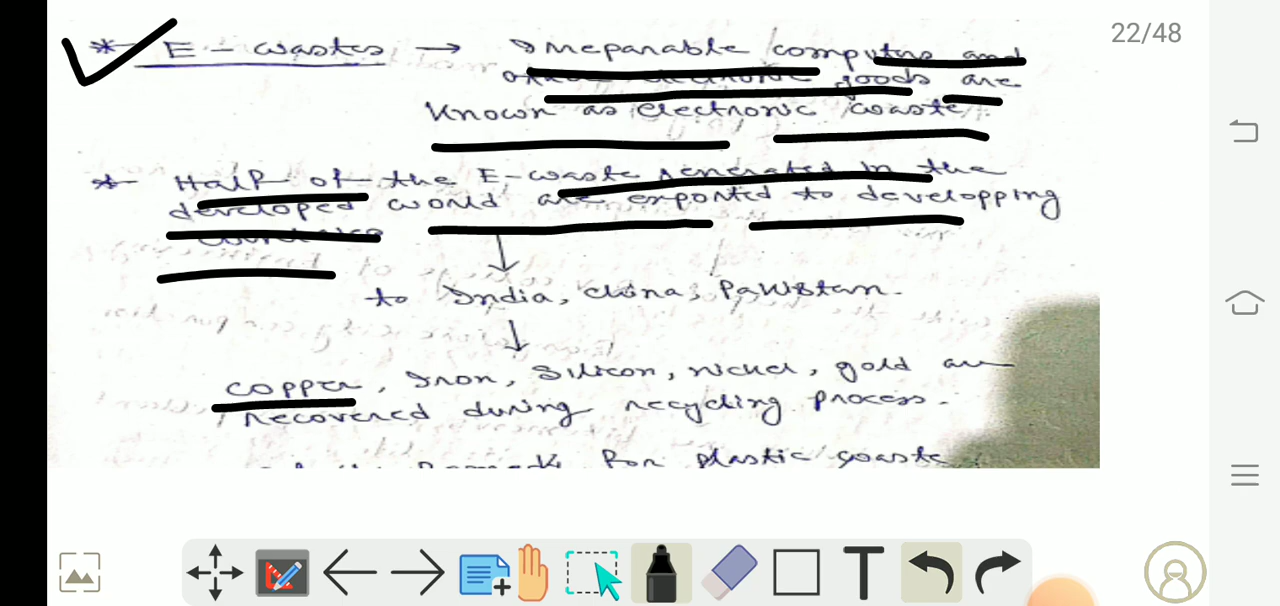 22/48
* E - wastes → Irreparable computers and
other electronic goods are
known as electronic waste.
* Half of the E-waste generated in the
developed world are exported to developping
countries
↓
to India, China, Pakistan.
↓
copper, Iron, Silicon, nickel, gold are
recovered during recycling process.
for plastic waste
T